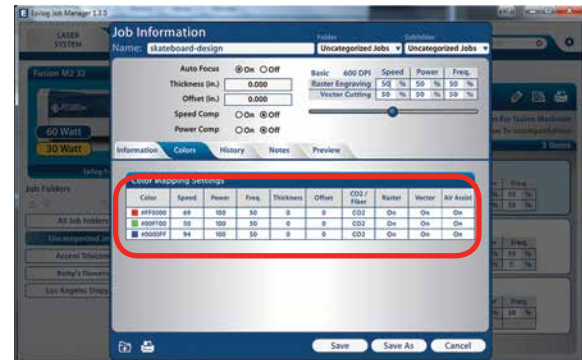 Epilog Job Manager 1.3.0
LASER
SYSTEM
Job Information
Folder
Subfolder
Name: skateboard-design
Uncategorized Jobs
Uncategorized Jobs
Auto Focus On Off
Thickness (in.) 0.000
Offset (in.) 0.000
Speed Comp On Off
Power Comp On Off
Basic 600 DPI Speed Power Freq.
Raster Engraving 50 % 50 % 50 %
Vector Cutting 50 % 50 % 50 %
Information Colors History Notes Preview
Color Mapping Settings
Color Speed Power Freq. Thickness Offset CO2 / Fiber Raster Vector Air Assist
#FF0000 69 100 50 0 0 CO2 On On On
#00FF00 50 100 50 0 0 CO2 On On On
#0000FF 94 100 50 0 0 CO2 On On On
Save Save As Cancel
Fusion M2 32
60 Watt
30 Watt
Job Folders
All Job Folders
Uncategorized
Betty's Flowers
Los Angeles
2 Items
Freq.
Freq.
Freq.